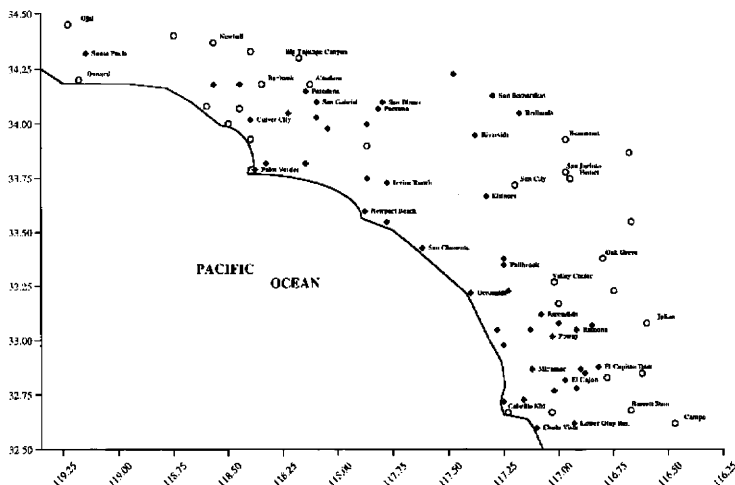 34.50
Ojai
Newhall
Big Tujunga Canyon
Santa Paula
34.25
Oxnard
Burbank
Altadena
Pasadena
San Bernardino
San Gabriel
San Dimas
Pomona
Redlands
Culver City
34.00
Riverside
Beaumont
Palos Verdes
San Jacinto
Hemet
33.75
Irvine Ranch
Sun City
Elsinore
Newport Beach
33.50
San Clemente
Oak Grove
Fallbrook
PACIFIC
OCEAN
Valley Center
33.25
Oceanside
Escondido
Julian
Ramona
33.00
Poway
Miramar
El Capitan Dam
El Cajon
32.75
Cabrillo
Barrett Dam
Chula Vista
Lower Otay Res.
Campo
32.50
119.25
119.00
118.75
118.50
118.25
118.00
117.75
117.50
117.25
117.00
116.75
116.50
116.25